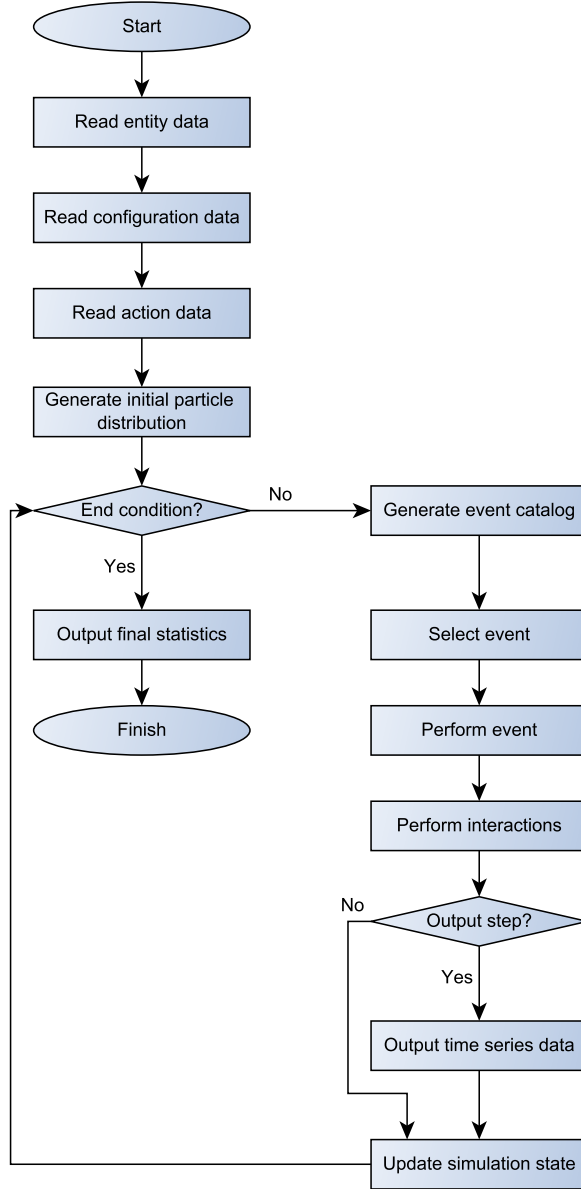 Start
Read entity data
Read configuration data
Read action data
Generate initial particle
distribution
End condition?
No
Generate event catalog
Yes
Output final statistics
Select event
Finish
Perform event
Perform interactions
No
Output step?
Yes
Output time series data
Update simulation state